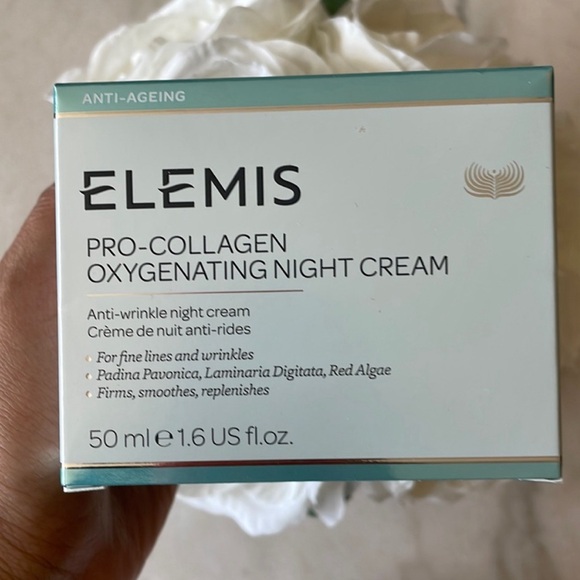 ANTI-AGEING
ELEMIS
PRO-COLLAGEN
OXYGENATING NIGHT CREAM
Anti-wrinkle night cream
Crème de nuit anti-rides
• For fine lines and wrinkles
• Padina Pavonica, Laminaria Digitata, Red Algae
• Firms, smoothes, replenishes
50 ml ℮ 1.6 US fl.oz.